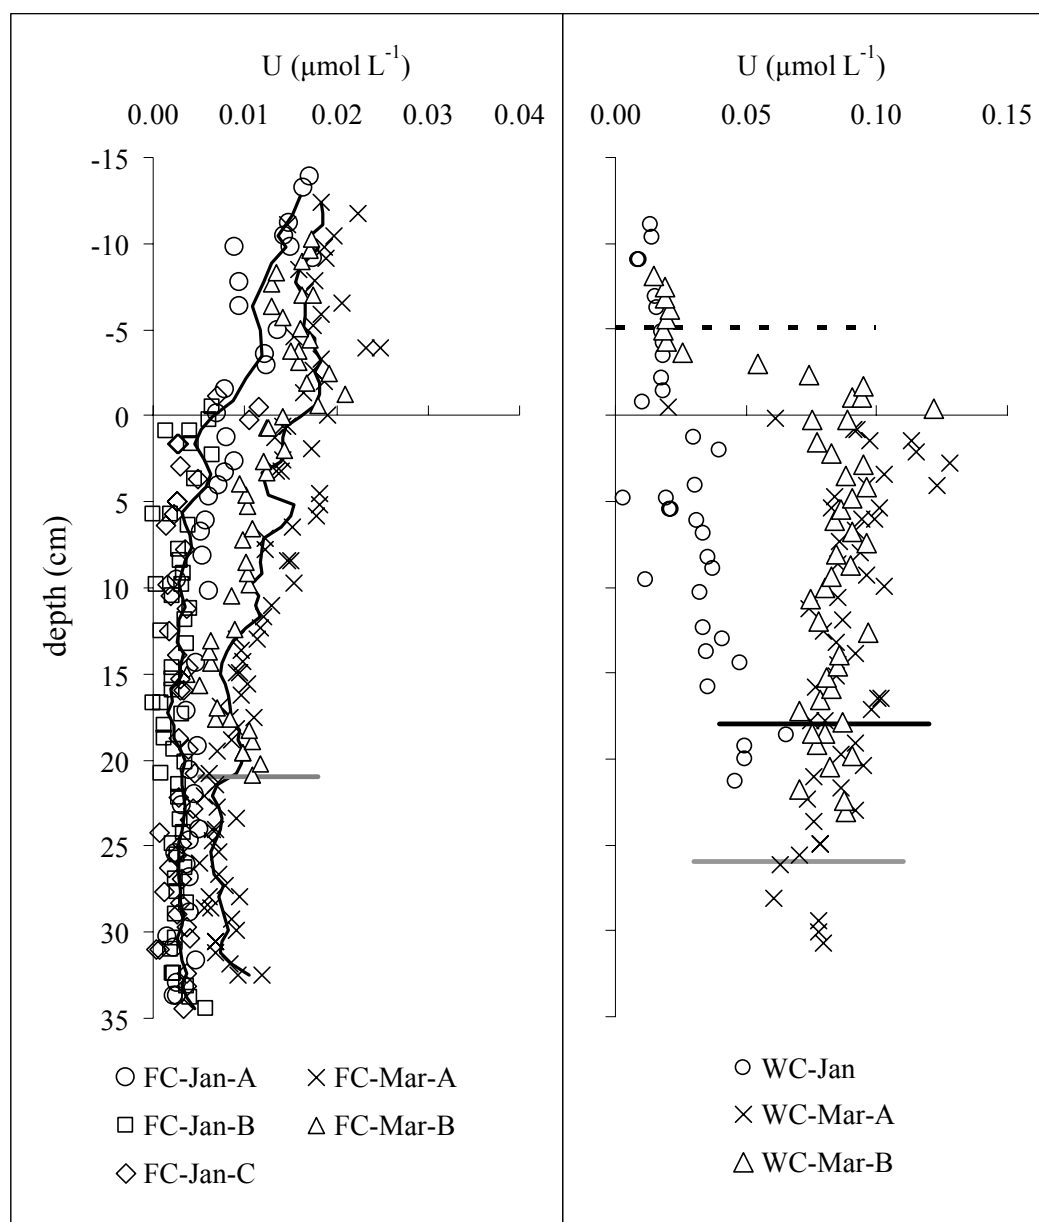 U (μmol L⁻¹)
0.00 0.01 0.02 0.03 0.04
-15
-10
-5
0
5
10
15
20
25
30
35
depth (cm)
FC-Jan-A FC-Mar-A
FC-Jan-B FC-Mar-B
FC-Jan-C
U (μmol L⁻¹)
0.00 0.05 0.10 0.15
WC-Jan
WC-Mar-A
WC-Mar-B